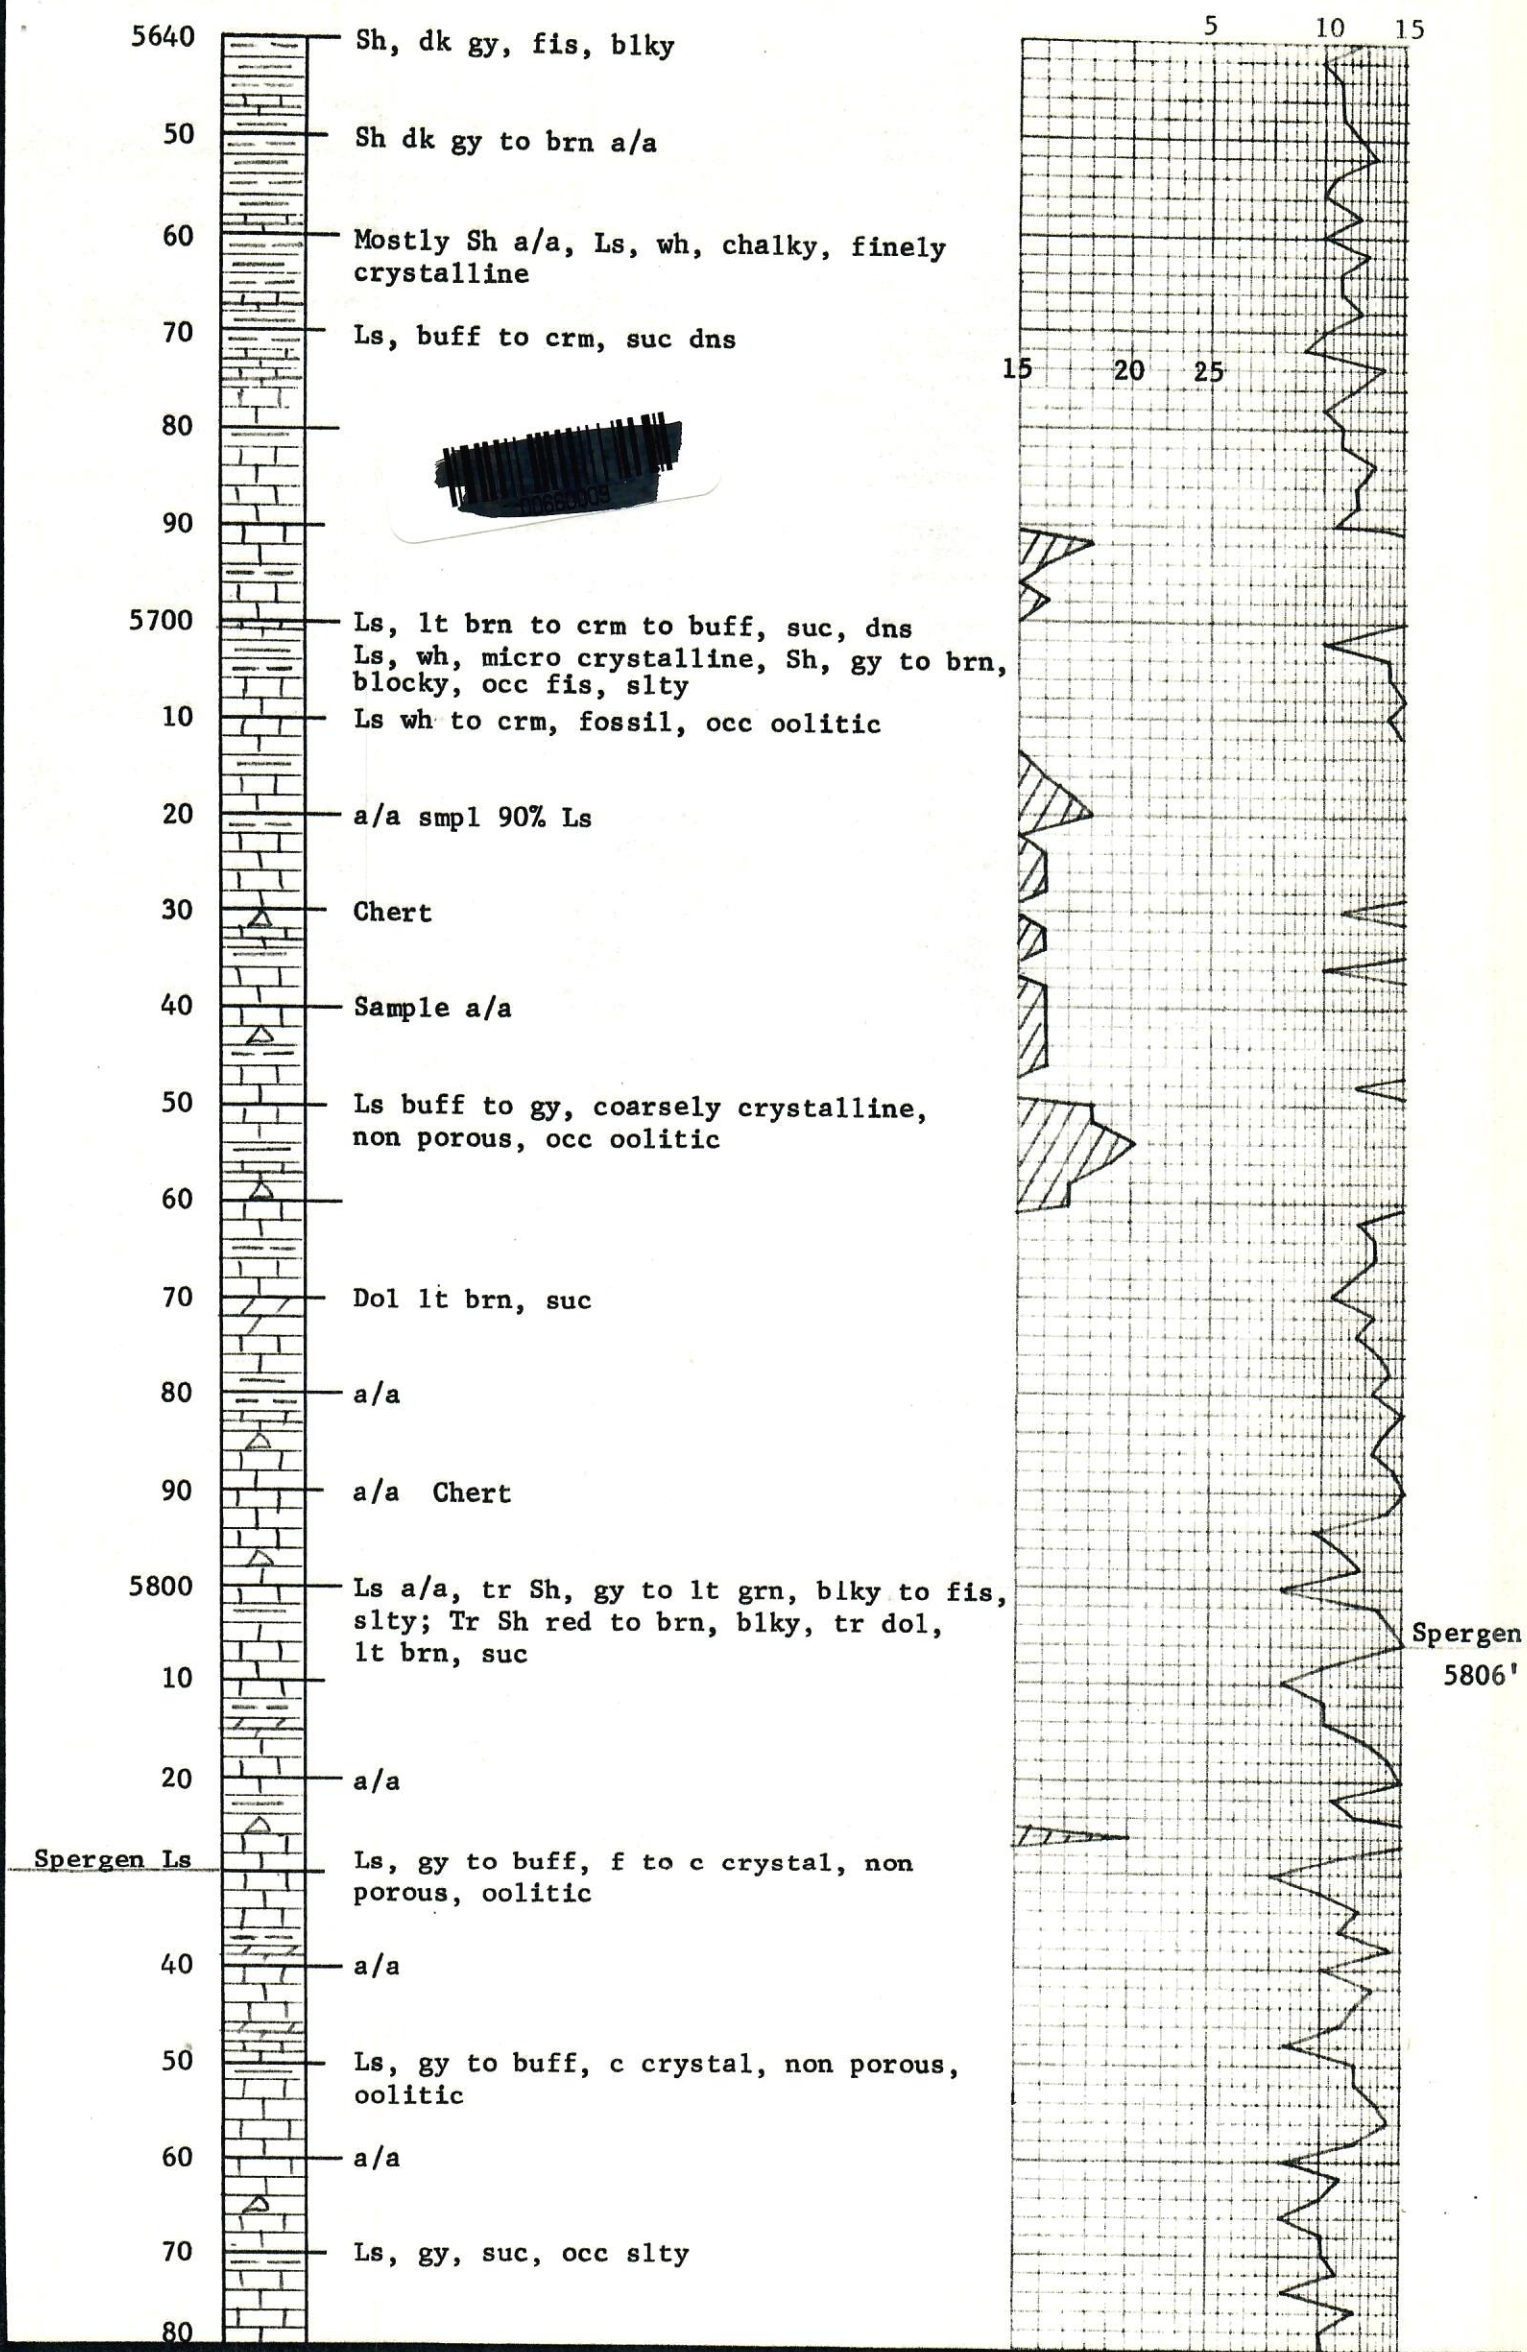 5 10 15
5640 Sh, dk gy, fis, blky
50 Sh dk gy to brn a/a
60 Mostly Sh a/a, Ls, wh, chalky, finely
crystalline
70 Ls, buff to crm, suc dns
15 20 25
80
90
5700 Ls, lt brn to crm to buff, suc, dns
Ls, wh, micro crystalline, Sh, gy to brn,
blocky, occ fis, slty
10 Ls wh to crm, fossil, occ oolitic
20 a/a smpl 90% Ls
30 Chert
40 Sample a/a
50 Ls buff to gy, coarsely crystalline,
non porous, occ oolitic
60
70 Dol lt brn, suc
80 a/a
90 a/a Chert
5800 Ls a/a, tr Sh, gy to lt grn, blky to fis,
slty; Tr Sh red to brn, blky, tr dol,
lt brn, suc
Spergen
5806'
10
20 a/a
Spergen Ls Ls, gy to buff, f to c crystal, non
porous, oolitic
40 a/a
50 Ls, gy to buff, c crystal, non porous,
oolitic
60 a/a
70 Ls, gy, suc, occ slty
80